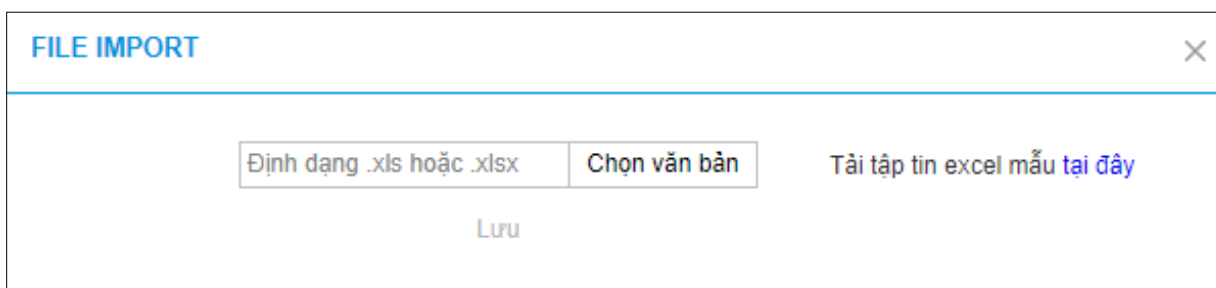 FILE IMPORT
Định dạng .xls hoặc .xlsx Chọn văn bản Tải tập tin excel mẫu tại đây
Lưu